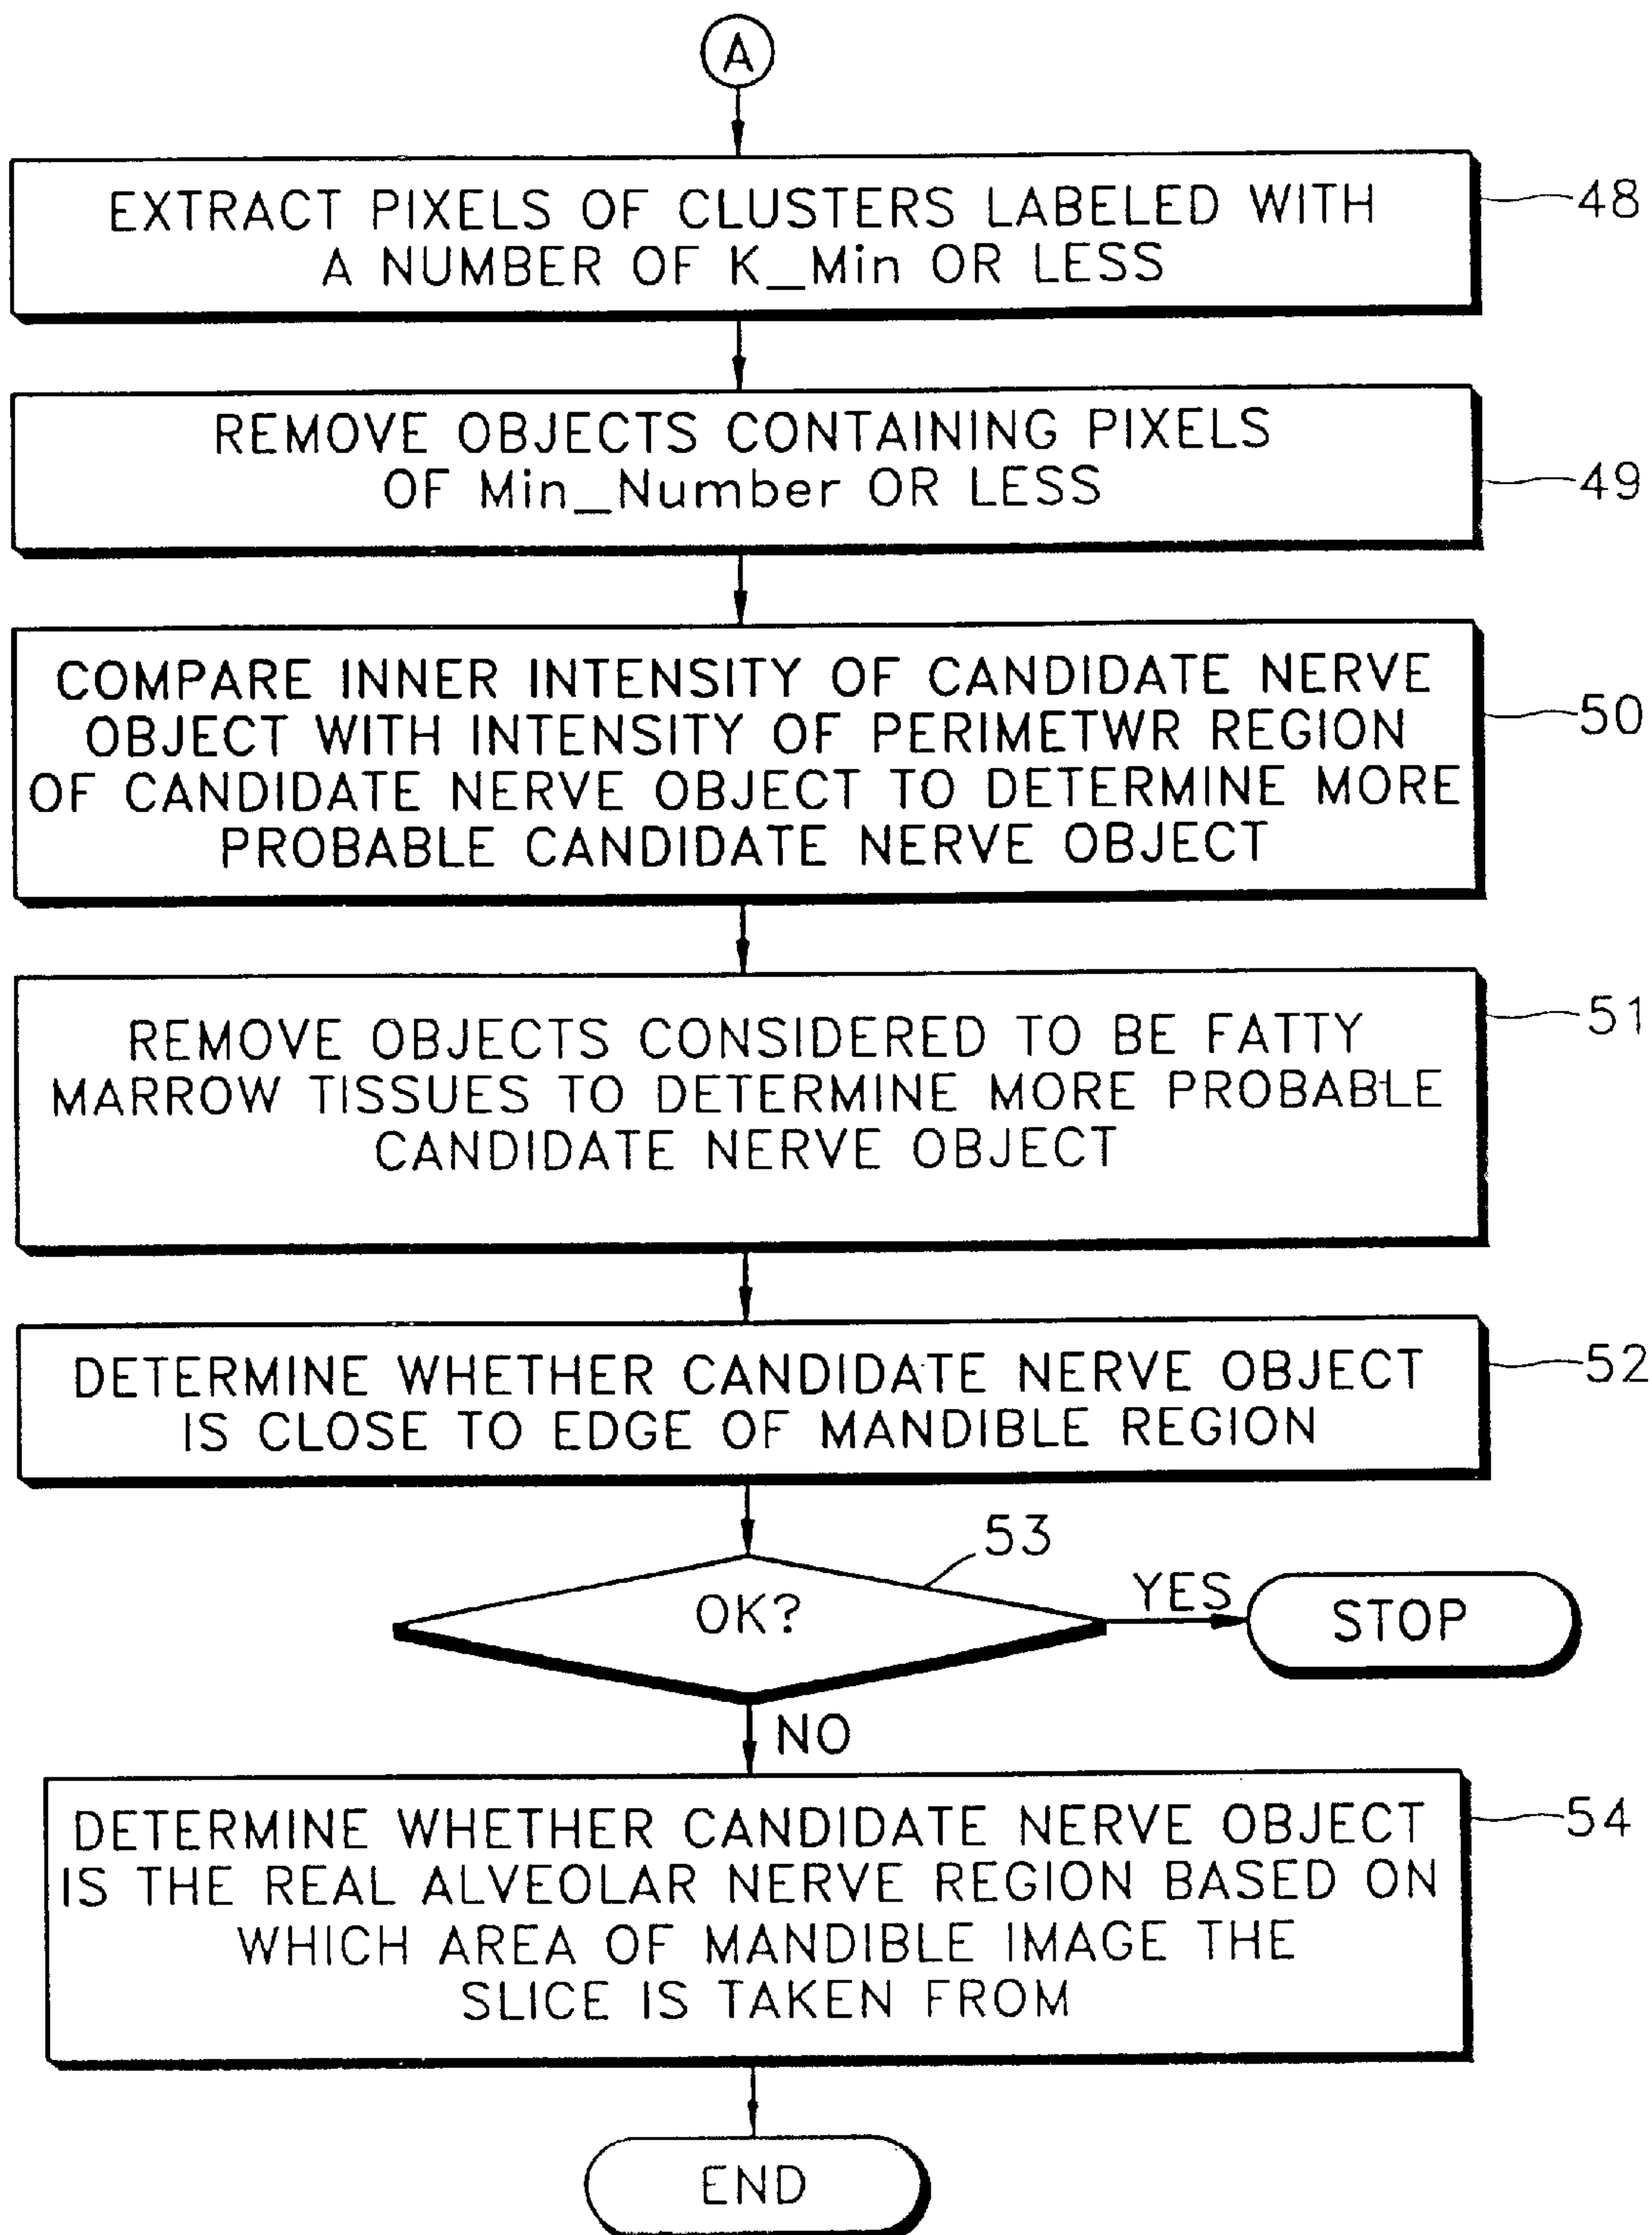 A
EXTRACT PIXELS OF CLUSTERS LABELED WITH
A NUMBER OF K_Min OR LESS
48
REMOVE OBJECTS CONTAINING PIXELS
OF Min_Number OR LESS
49
COMPARE INNER INTENSITY OF CANDIDATE NERVE
OBJECT WITH INTENSITY OF PERIMETWR REGION
OF CANDIDATE NERVE OBJECT TO DETERMINE MORE
PROBABLE CANDIDATE NERVE OBJECT
50
REMOVE OBJECTS CONSIDERED TO BE FATTY
MARROW TISSUES TO DETERMINE MORE PROBABLE
CANDIDATE NERVE OBJECT
51
DETERMINE WHETHER CANDIDATE NERVE OBJECT
IS CLOSE TO EDGE OF MANDIBLE REGION
52
53
OK?
YES
STOP
NO
DETERMINE WHETHER CANDIDATE NERVE OBJECT
IS THE REAL ALVEOLAR NERVE REGION BASED ON
WHICH AREA OF MANDIBLE IMAGE THE
SLICE IS TAKEN FROM
54
END